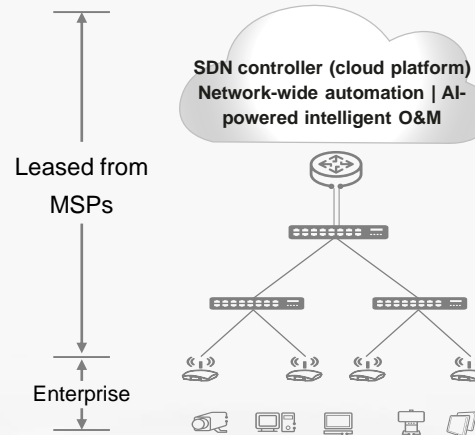 SDN controller (cloud platform)
Network-wide automation | AI-
powered intelligent O&M
Leased from
MSPs
Enterprise